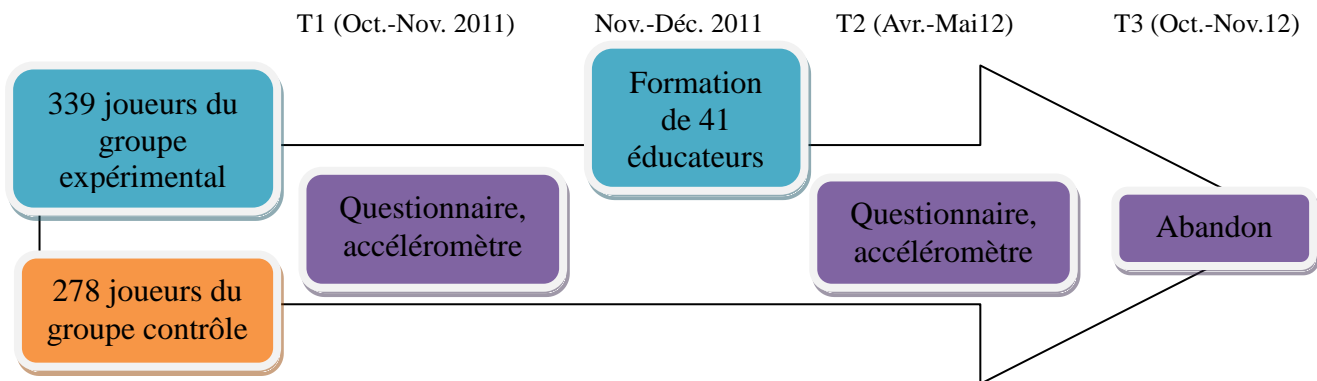 T1 (Oct.-Nov. 2011)
Nov.-Déc. 2011
T2 (Avr.-Mai12)
T3 (Oct.-Nov.12)
339 joueurs du
groupe
expérimental
Formation
de 41
éducateurs
Questionnaire,
accéléromètre
Questionnaire,
accéléromètre
Abandon
278 joueurs du
groupe contrôle